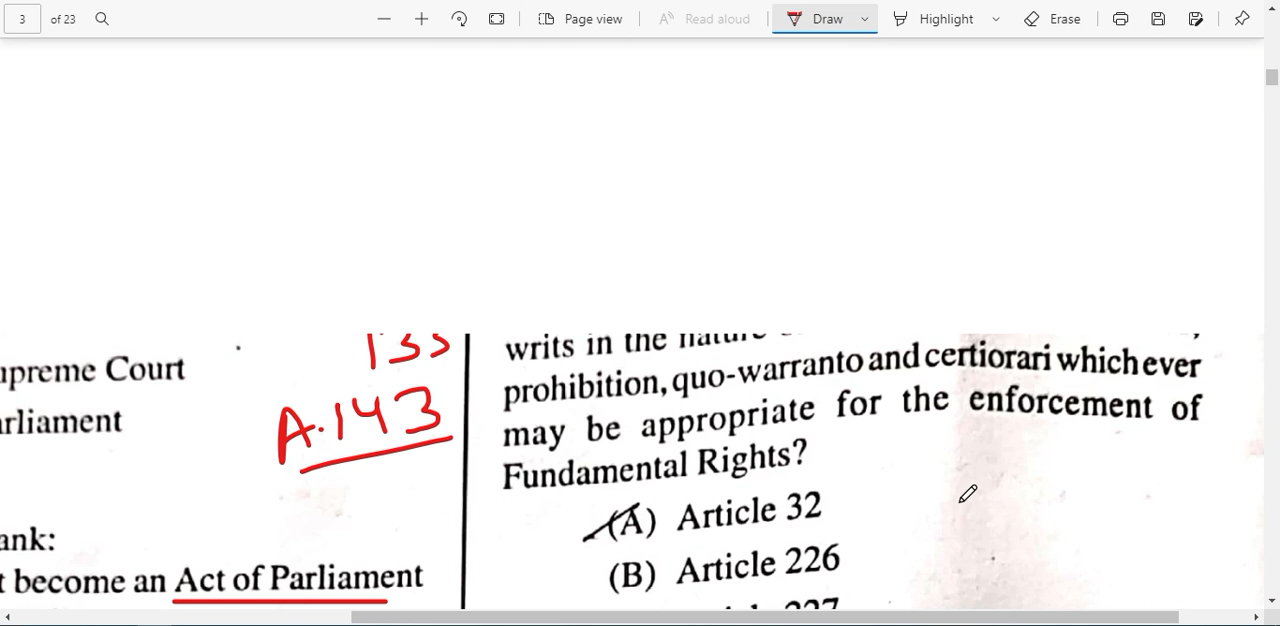 3 of 23
Page view
Read aloud
Draw
Highlight
Erase
upreme Court
arliament
A.143
ank:
t become an Act of Parliament
writs in the
prohibition, quo-warranto and certiorari whichever
may be appropriate for the enforcement of
Fundamental Rights?
(A) Article 32
(B) Article 226